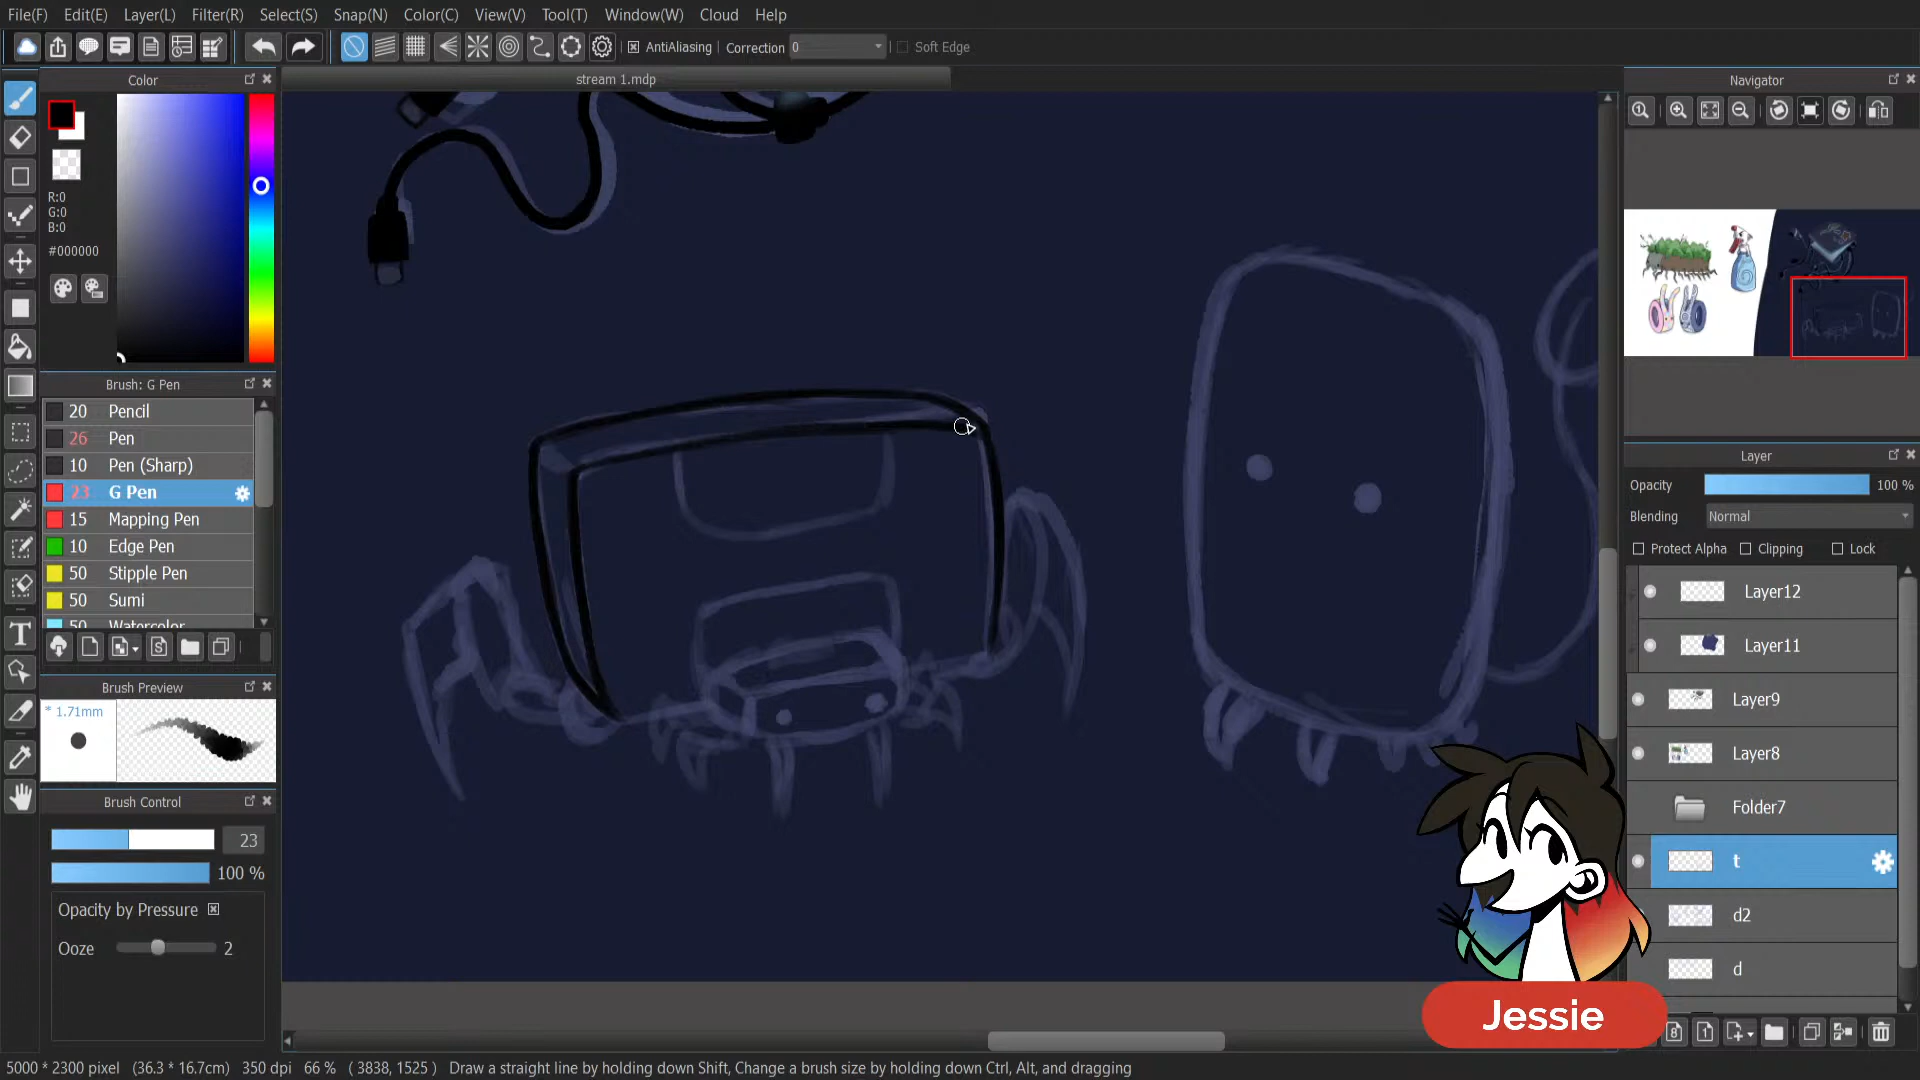 File(F) Edit(E) Layer(L) Filter(R) Select(S) Snap(N) Color(C) View(V) Tool(T) Window(W) Cloud Help
AntiAliasing Correction 0 Soft Edge
stream 1.mdp
Color
R:0
G:0
B:0
#000000
Brush: G Pen
20 Pencil
26 Pen
10 Pen (Sharp)
23 G Pen
15 Mapping Pen
10 Edge Pen
50 Stipple Pen
50 Sumi
50 Watercolor
Brush Preview
* 1.71mm
Brush Control
23
100 %
Opacity by Pressure
Ooze 2
Navigator
Layer
Opacity 100 %
Blending Normal
Protect Alpha Clipping Lock
Layer12
Layer11
Layer9
Layer8
Folder7
t
d2
d
Jessie
5000 * 2300 pixel (36.3 * 16.7cm) 350 dpi 66 % ( 3838, 1525 ) Draw a straight line by holding down Shift, Change a brush size by holding down Ctrl, Alt, and dragging